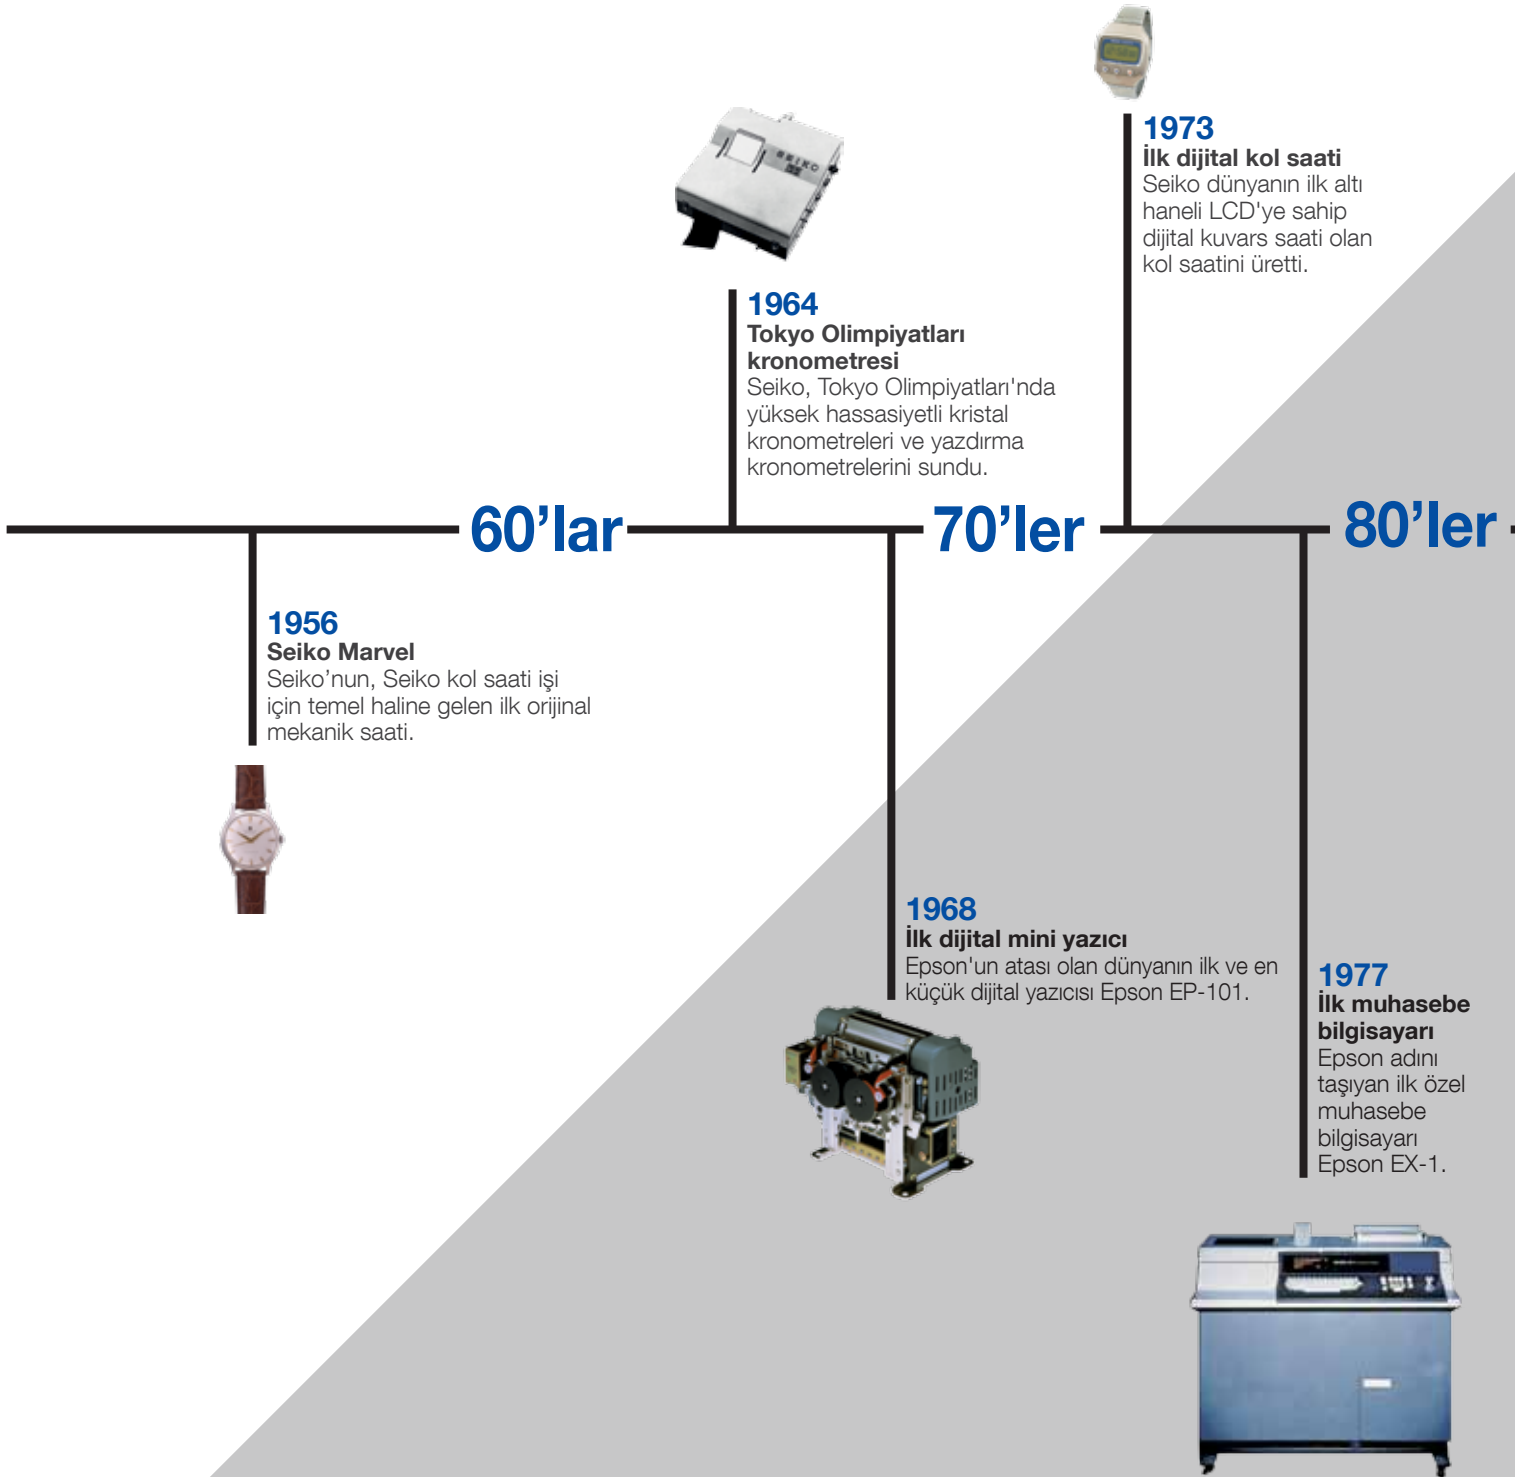 1973
İlk dijital kol saati
Seiko dünyanın ilk altı
haneli LCD'ye sahip
dijital kuvars saati olan
kol saatini üretti.
SEIKO
1964
Tokyo Olimpiyatları
kronometresi
Seiko, Tokyo Olimpiyatları'nda
yüksek hassasiyetli kristal
kronometreleri ve yazdırma
kronometrelerini sundu.
60’lar
70’ler
80’ler
1956
Seiko Marvel
Seiko’nun, Seiko kol saati işi
için temel haline gelen ilk orijinal
mekanik saati.
1968
İlk dijital mini yazıcı
Epson'un atası olan dünyanın ilk ve en
küçük dijital yazıcısı Epson EP-101.
1977
İlk muhasebe
bilgisayarı
Epson adını
taşıyan ilk özel
muhasebe
bilgisayarı
Epson EX-1.